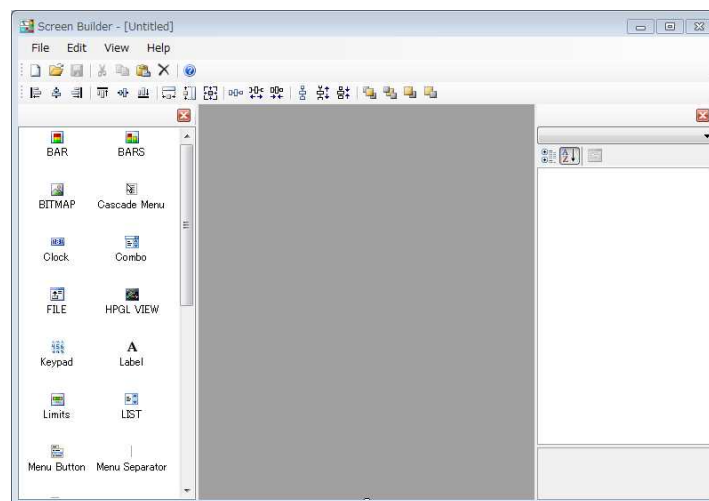 Screen Builder - [Untitled]
File Edit View Help
BAR BARS
BITMAP Cascade Menu
Clock Combo
FILE HPGL VIEW
Keypad Label
Limits LIST
Menu Button Menu Separator